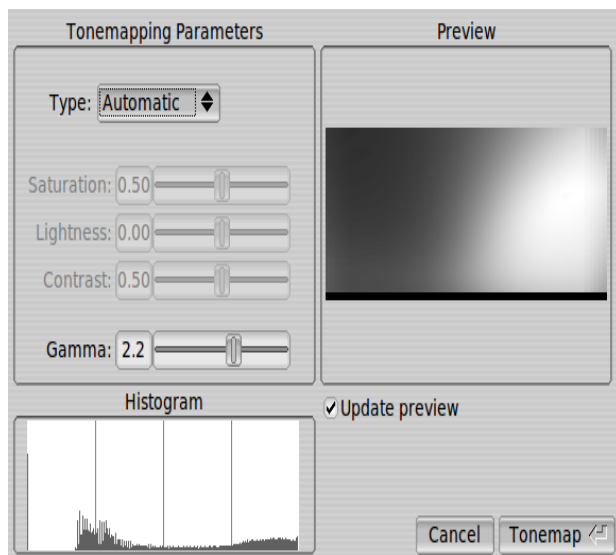 Tonemapping Parameters
Type: Automatic
Saturation: 0.50
Lightness: 0.00
Contrast: 0.50
Gamma: 2.2
Preview
Histogram
Update preview
Cancel Tonemap